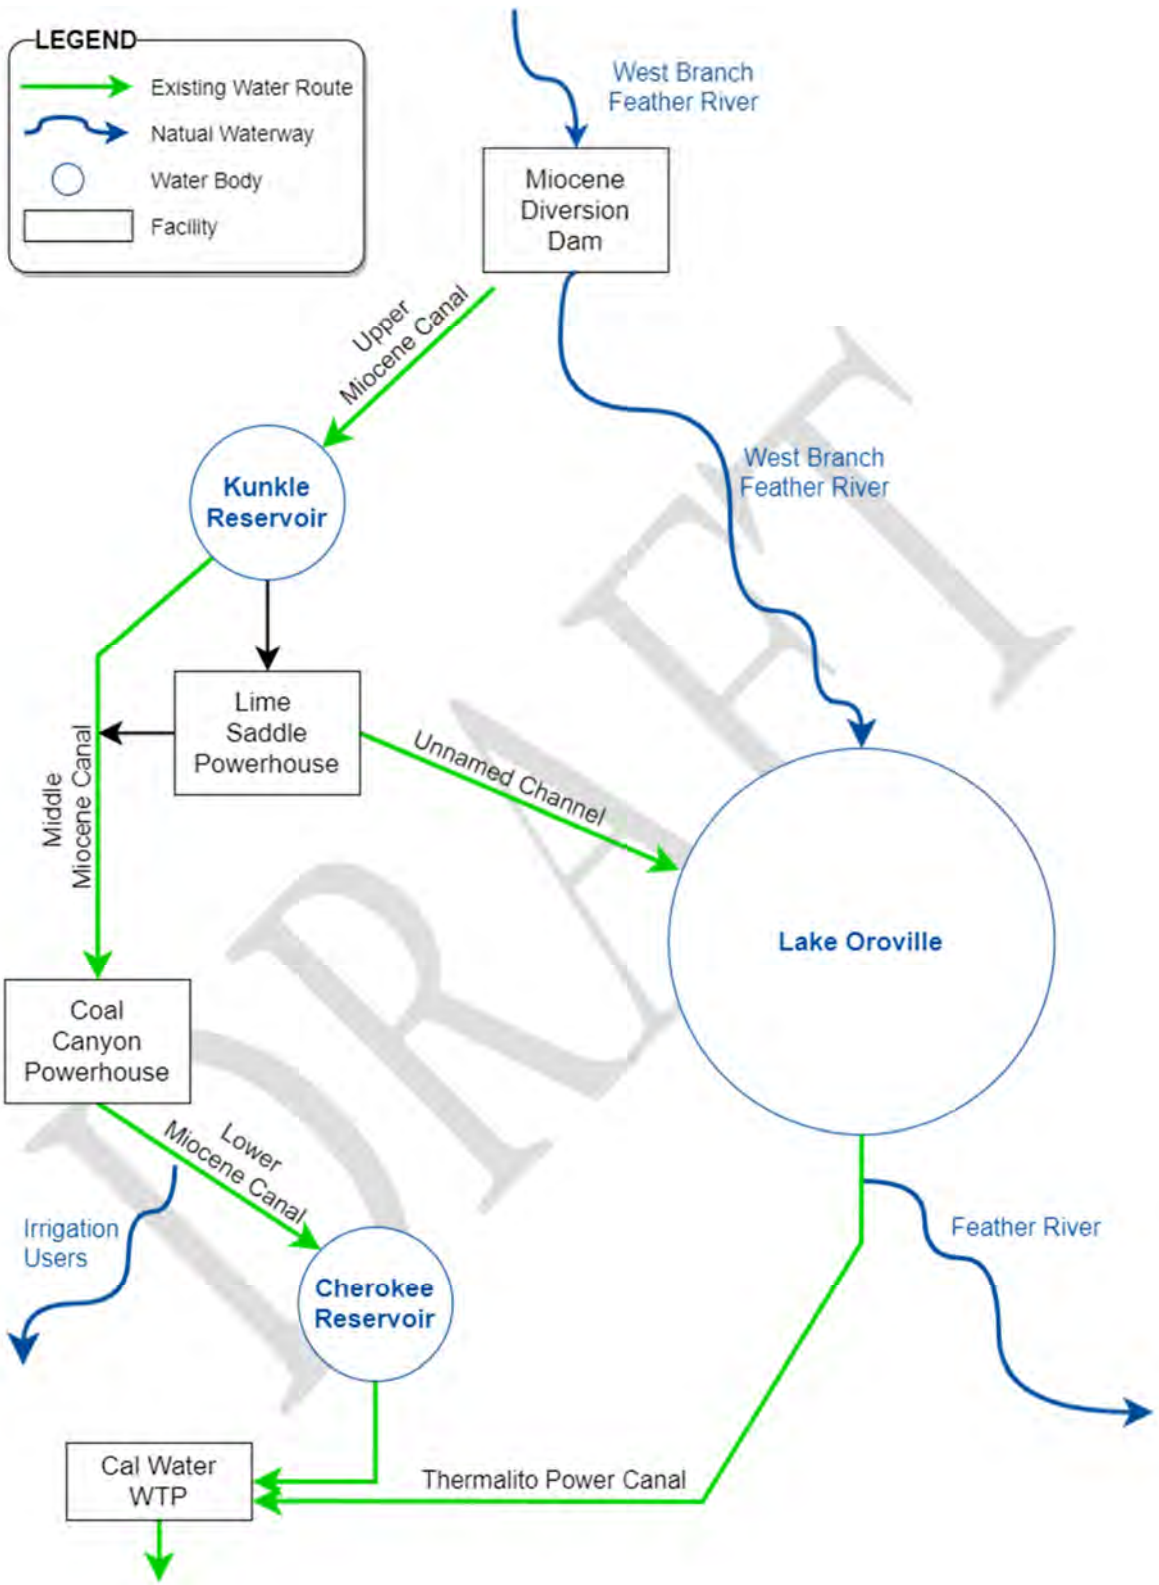 LEGEND
Existing Water Route
Natual Waterway
Water Body
Facility
West Branch
Feather River
Miocene
Diversion
Dam
Upper
Miocene Canal
Kunkle
Reservoir
West Branch
Feather River
Lime
Saddle
Powerhouse
Unnamed Channel
Middle
Miocene Canal
Lake Oroville
Coal
Canyon
Powerhouse
Lower
Miocene Canal
Irrigation
Users
Feather River
Cherokee
Reservoir
Cal Water
WTP
Thermalito Power Canal
DRAFT